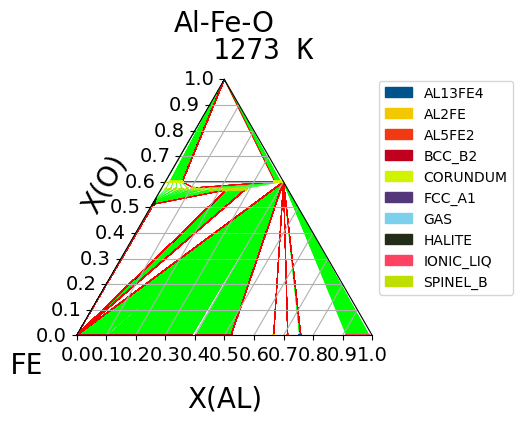 Al-Fe-O
1273 K
1.0
0.9
0.8
0.7
0.6
0.5
0.4
0.3
0.2
0.1
0.0
X(O)
0.00.10.20.30.40.50.60.70.80.91.0
FE
X(AL)
AL13FE4
AL2FE
AL5FE2
BCC_B2
CORUNDUM
FCC_A1
GAS
HALITE
IONIC_LIQ
SPINEL_B